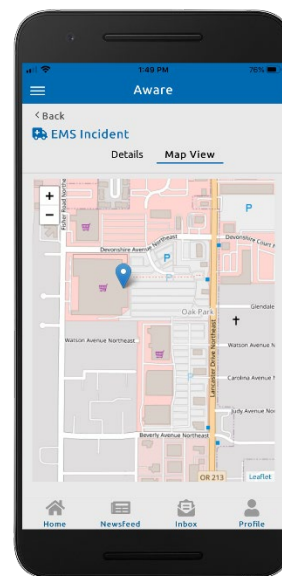 1:49 PM
76%
Aware
Back
EMS Incident
Details Map View
+
−
Fisher Road Northe
P
Devonshire Avenue Northeast
Devonshire Court
P
Glendale
Oak Park
Watson Avenue Northeast
Watson Avenue N
P
Carolina Avenue
Lancaster Drive Northeast
Judy Avenue Nor
Beverly Avenue Northeast
OR 213
Leaflet
Home Newsfeed Inbox Profile